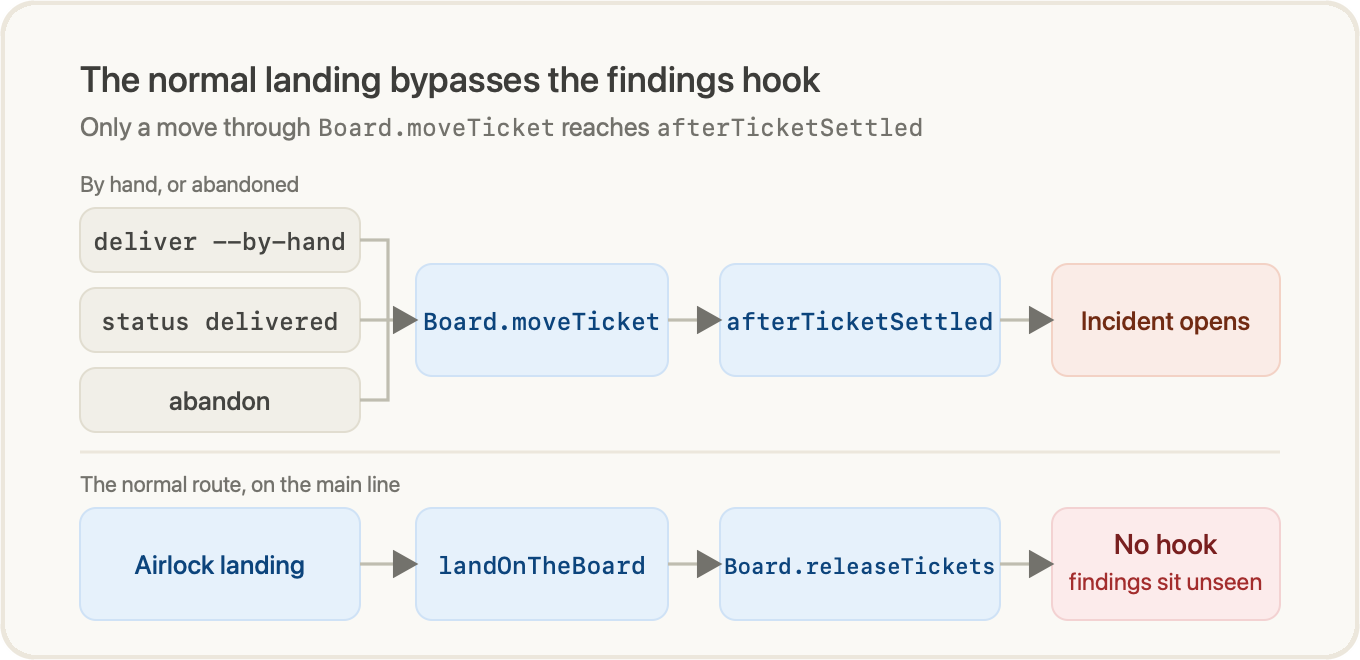 The normal landing bypasses the findings hook
Only a move through Board.moveTicket reaches afterTicketSettled
By hand, or abandoned
deliver --by-hand
status delivered
abandon
Board.moveTicket
afterTicketSettled
Incident opens
The normal route, on the main line
Airlock landing
landOnTheBoard
Board.releaseTickets
No hook
findings sit unseen